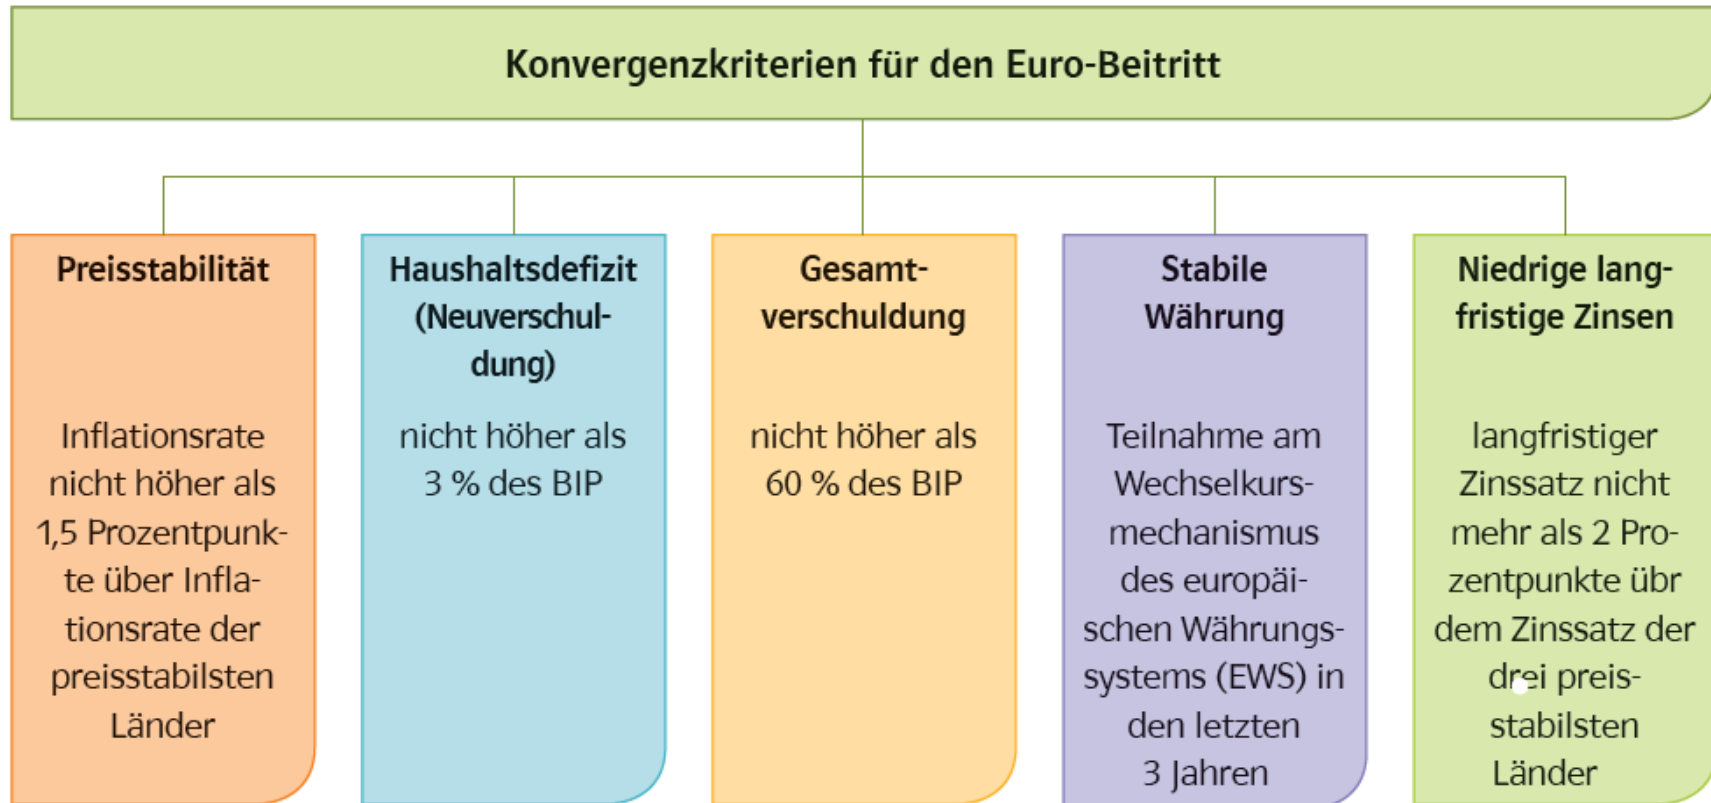 Konvergenzkriterien für den Euro-Beitritt
Preisstabilität
Inflationsrate
nicht höher als
1,5 Prozentpunk-
te über Infla-
tionsrate der
preisstabilsten
Länder
Haushaltsdefizit
(Neuverschul-
dung)
nicht höher als
3 % des BIP
Gesamt-
verschuldung
nicht höher als
60 % des BIP
Stabile
Währung
Teilnahme am
Wechselkurs-
mechanismus
des europäi-
schen Währungs-
systems (EWS) in
den letzten
3 Jahren
Niedrige lang-
fristige Zinsen
langfristiger
Zinssatz nicht
mehr als 2 Pro-
zentpunkte übr
dem Zinssatz der
drei preis-
stabilsten
Länder